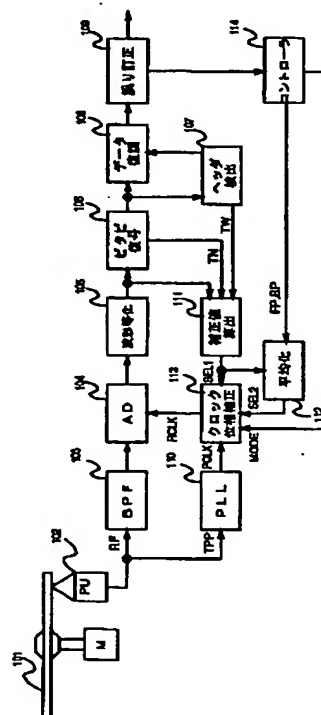 101
102
PU
M
RF
TPP
103
BPF
110
PLL
PCLK
104
AD
RCLK
113
クロック
位相補正
MODE
105
波形等化
111
補正値
算出
SEL1
SEL2
平均化
112
106
ビタビ
復号
TN
TW
107
ヘッダ
検出
108
データ
復調
109
誤り訂正
114
コントローラ
FP,BP